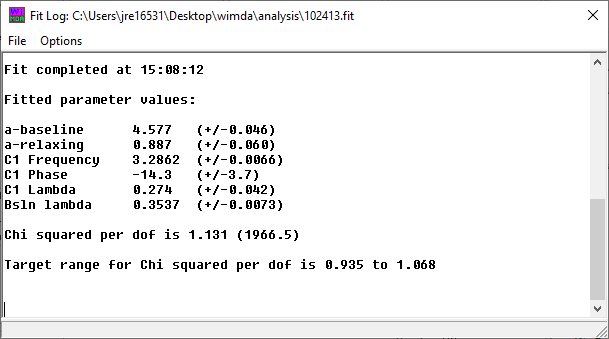 Fit Log: C:\Users\jre16531\Desktop\wimda\analysis\102413.fit
File Options
Fit completed at 15:08:12
Fitted parameter values:
a-baseline 4.577 (+/-0.046)
a-relaxing 0.887 (+/-0.060)
C1 Frequency 3.2862 (+/-0.0066)
C1 Phase -14.3 (+/-3.7)
C1 Lambda 0.274 (+/-0.042)
Bsln lambda 0.3537 (+/-0.0073)
Chi squared per dof is 1.131 (1966.5)
Target range for Chi squared per dof is 0.935 to 1.068